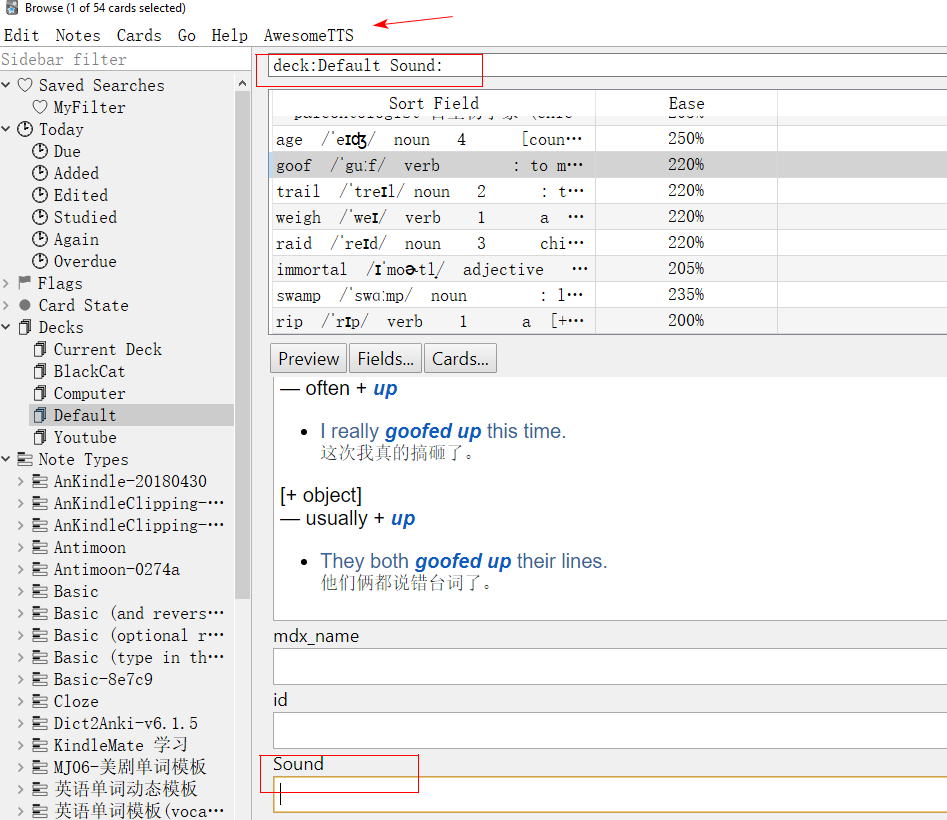 Browse (1 of 54 cards selected)
Edit Notes Cards Go Help AwesomeTTS
Sidebar filter
Saved Searches
MyFilter
Today
Due
Added
Edited
Studied
Again
Overdue
Flags
Card State
Decks
Current Deck
BlackCat
Computer
Default
Youtube
Note Types
AnKindle-20180430
AnKindleClipping-…
AnKindleClipping-…
Antimoon
Antimoon-0274a
Basic
Basic (and revers…
Basic (optional r…
Basic (type in th…
Basic-8e7c9
Cloze
Dict2Anki-v6.1.5
KindleMate 学习
MJ06-美剧单词模板
英语单词动态模板
英语单词模板(voca…
deck:Default Sound:
Sort Field Ease
age /ˈeɪʤ/ noun 4 [coun… 250%
goof /ˈguːf/ verb : to m… 220%
trail /ˈtreɪl/ noun 2 : t… 220%
weigh /ˈweɪ/ verb 1 a … 220%
raid /ˈreɪd/ noun 3 chi… 220%
immortal /ɪˈmoɚtl̟/ adjective … 205%
swamp /ˈswɑːmp/ noun : l… 235%
rip /ˈrɪp/ verb 1 a [+… 200%
Preview Fields... Cards...
— often + up
• I really goofed up this time.
这次我真的搞砸了。
[+ object]
— usually + up
• They both goofed up their lines.
他们俩都说错台词了。
mdx_name
id
Sound